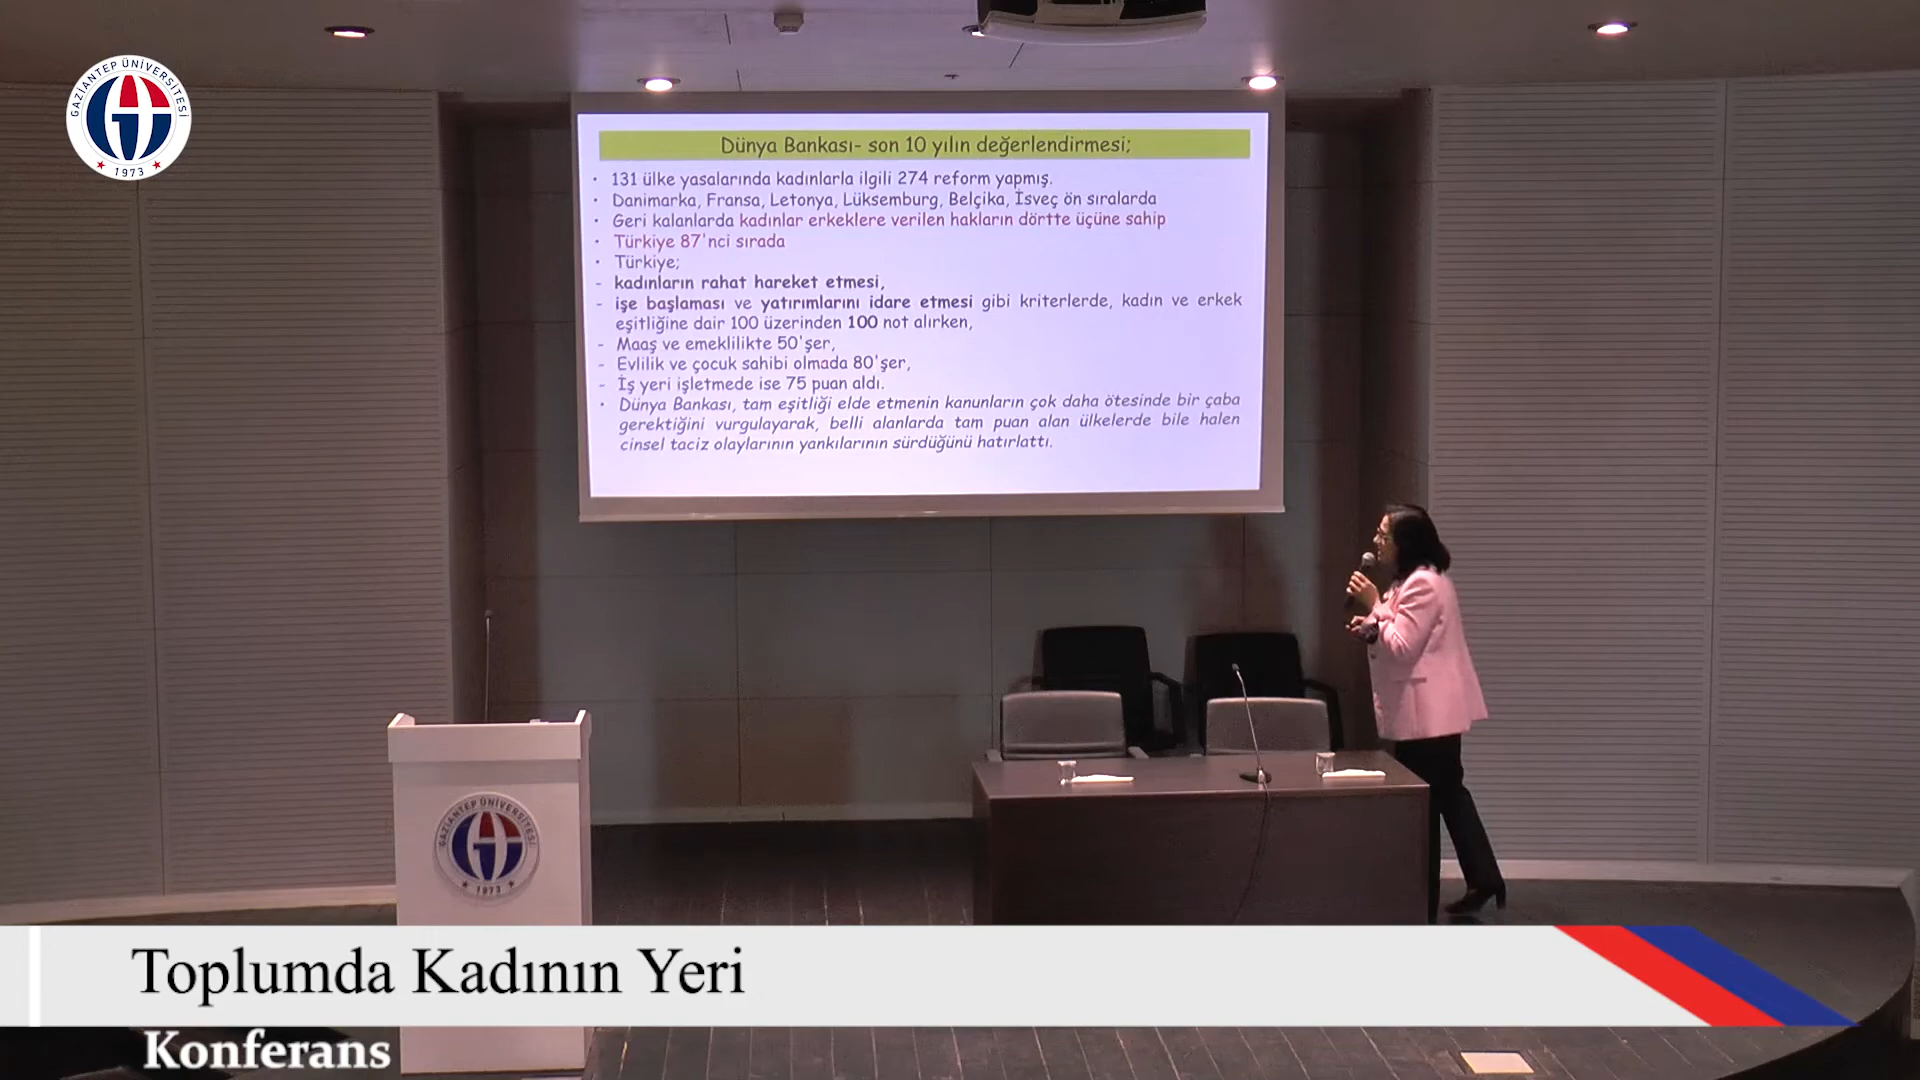 GAZİANTEP ÜNİVERSİTESİ
1973
Dünya Bankası- son 10 yılın değerlendirmesi;
• 131 ülke yasalarında kadınlarla ilgili 274 reform yapmış.
• Danimarka, Fransa, Letonya, Lüksemburg, Belçika, İsveç ön sıralarda
• Geri kalanlarda kadınlar erkeklere verilen hakların dörtte üçüne sahip
• Türkiye 87'nci sırada
• Türkiye;
- kadınların rahat hareket etmesi,
- işe başlaması ve yatırımlarını idare etmesi gibi kriterlerde, kadın ve erkek
eşitliğine dair 100 üzerinden 100 not alırken,
- Maaş ve emeklilikte 50'şer,
- Evlilik ve çocuk sahibi olmada 80'şer,
- İş yeri işletmede ise 75 puan aldı.
• Dünya Bankası, tam eşitliği elde etmenin kanunların çok daha ötesinde bir çaba
gerektiğini vurgulayarak, belli alanlarda tam puan alan ülkelerde bile halen
cinsel taciz olaylarının yankılarının sürdüğünü hatırlattı.
GAZİANTEP ÜNİVERSİTESİ
1973
Toplumda Kadının Yeri
Konferans